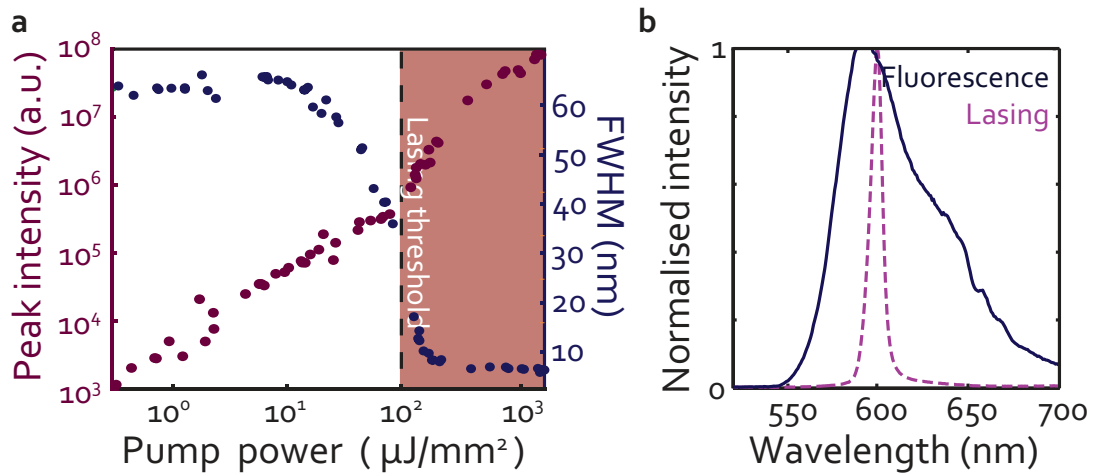 a
Peak intensity (a.u.)
10⁸
10⁷
10⁶
10⁵
10⁴
10³
10⁰
10¹
10²
10³
Pump power (μJ/mm²)
Lasing threshold
60
50
40
30
20
10
FWHM (nm)
b
Normalised intensity
1
0
Fluorescence
Lasing
550
600
650
700
Wavelength (nm)